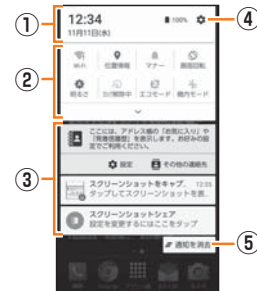 ① 12:34 100% ④
11月11日(水)
② Wi-Fi 位置情報 マナー 画面回転
明るさ ロック解除中 エコモード 機内モード
③ ここには、アドレス帳の「お気に入り」や
「発着信履歴」を表示します。お好みの設
定でご利用ください。
設定 その他の連絡先
スクリーンショットをキャプ.. 12:35
タップしてスクリーンショットを表..
スクリーンショットシェア
設定を変更するにはここをタップ
通知を消去 ⑤